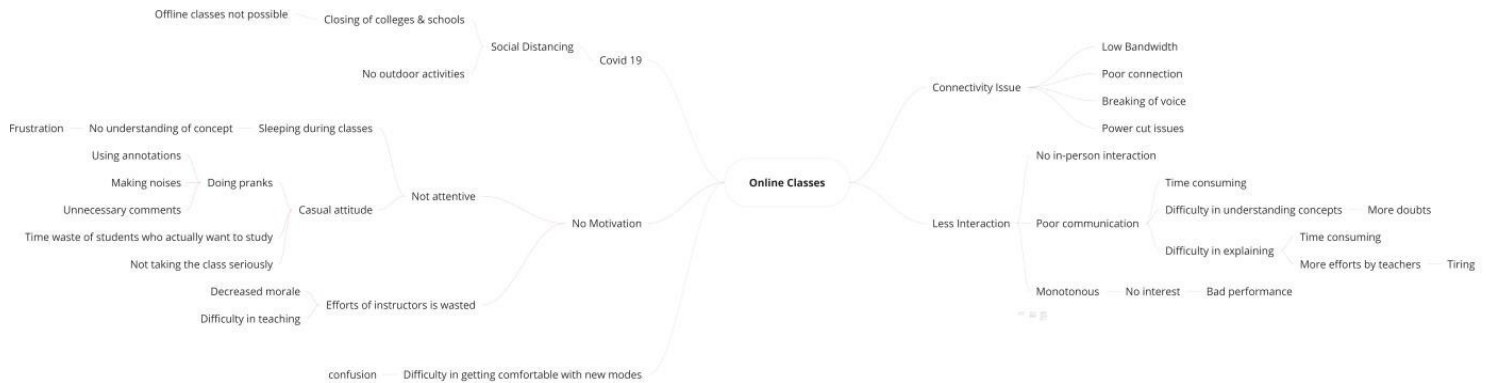 Offline classes not possible
Closing of colleges & schools
Social Distancing
No outdoor activities
Covid 19
Frustration
No understanding of concept
Sleeping during classes
Using annotations
Making noises
Doing pranks
Unnecessary comments
Casual attitude
Time waste of students who actually want to study
Not taking the class seriously
Not attentive
No Motivation
Decreased morale
Efforts of instructors is wasted
Difficulty in teaching
confusion
Difficulty in getting comfortable with new modes
Online Classes
Connectivity Issue
Low Bandwidth
Poor connection
Breaking of voice
Power cut issues
Less Interaction
No in-person interaction
Poor communication
Time consuming
Difficulty in understanding concepts
More doubts
Difficulty in explaining
Time consuming
More efforts by teachers
Tiring
Monotonous
No interest
Bad performance